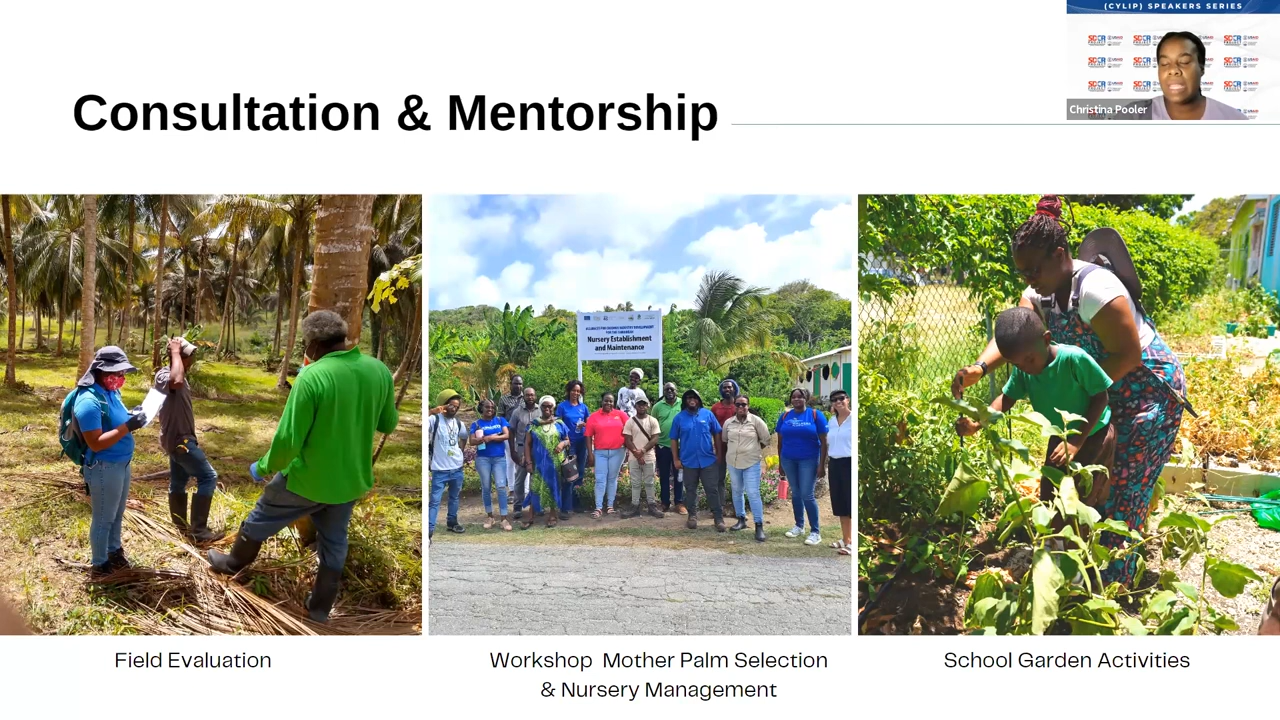 (CYLIP) SPEAKERS SERIES
Christina Pooler
Consultation & Mentorship
Nursery Establishment
and Maintenance
Field Evaluation
Workshop Mother Palm Selection
& Nursery Management
School Garden Activities